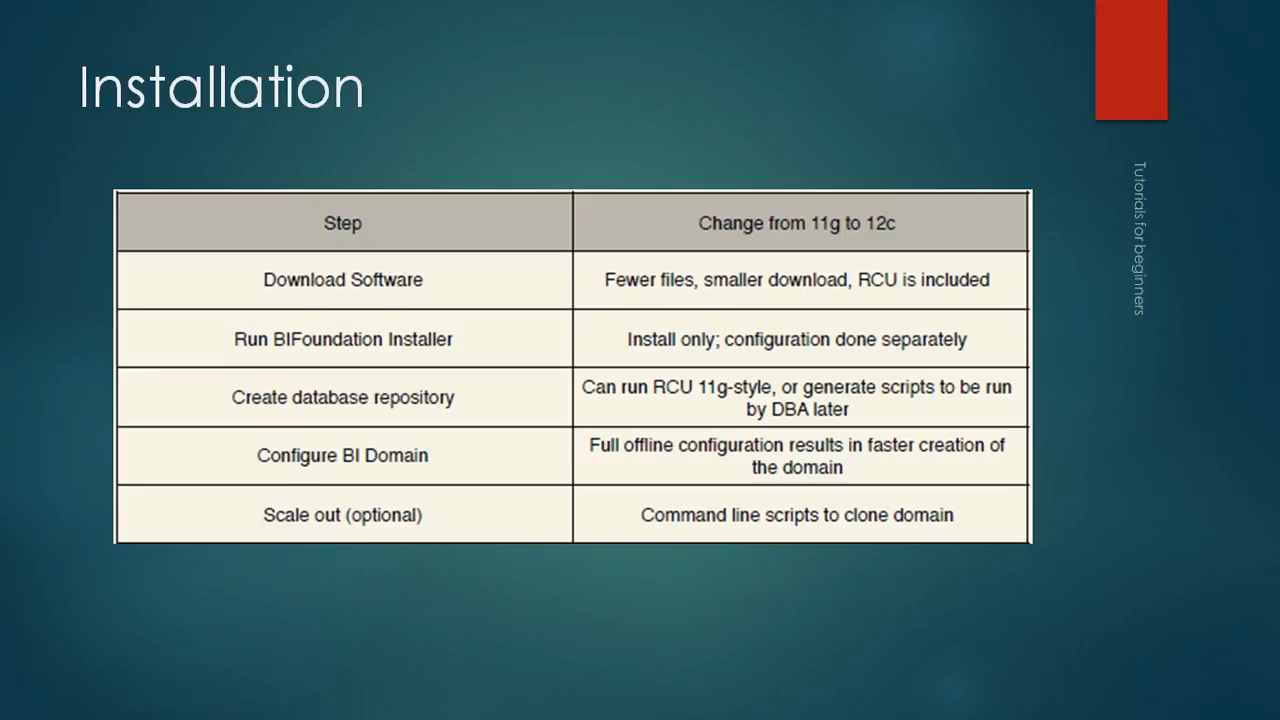 Installation
Tutorials for beginners
Step
Change from 11g to 12c
Download Software
Fewer files, smaller download, RCU is included
Run BIFoundation Installer
Install only; configuration done separately
Create database repository
Can run RCU 11g-style, or generate scripts to be run
by DBA later
Configure BI Domain
Full offline configuration results in faster creation of
the domain
Scale out (optional)
Command line scripts to clone domain